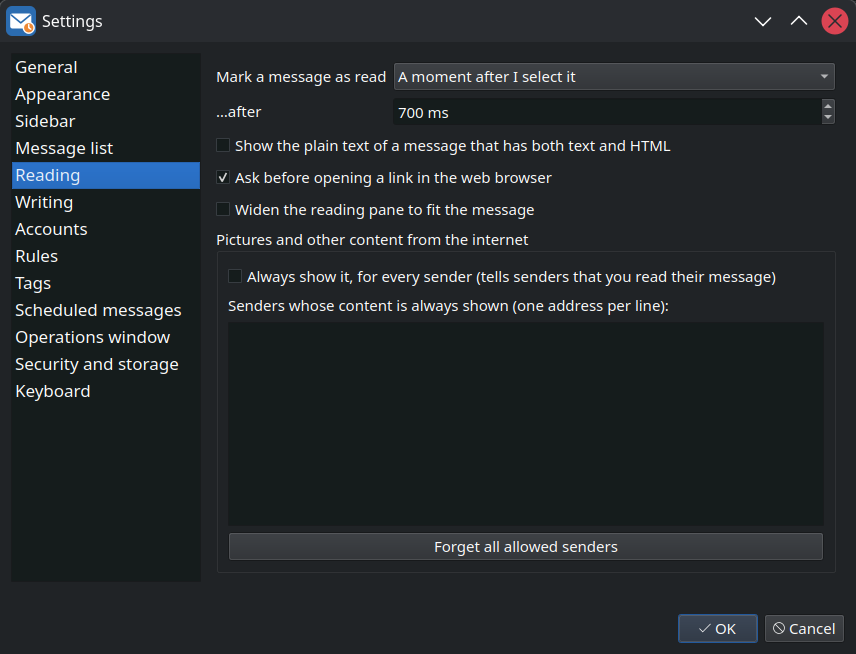 Settings
General
Appearance
Sidebar
Message list
Reading
Writing
Accounts
Rules
Tags
Scheduled messages
Operations window
Security and storage
Keyboard
Mark a message as read A moment after I select it
...after 700 ms
Show the plain text of a message that has both text and HTML
Ask before opening a link in the web browser
Widen the reading pane to fit the message
Pictures and other content from the internet
Always show it, for every sender (tells senders that you read their message)
Senders whose content is always shown (one address per line):
Forget all allowed senders
OK Cancel